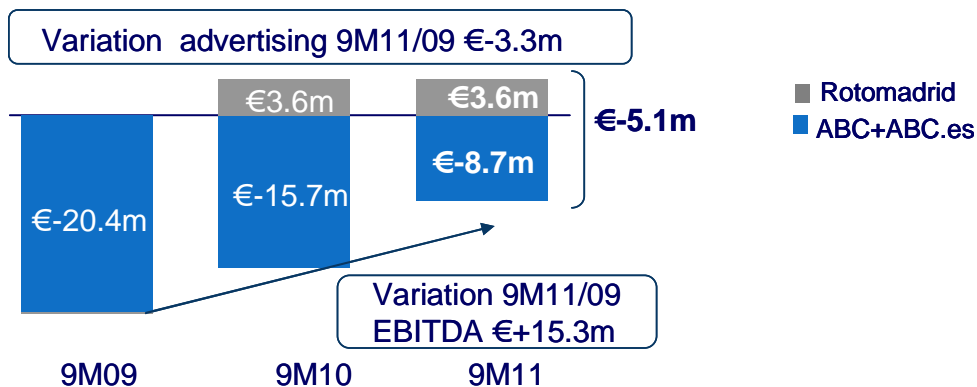 Variation advertising 9M11/09 €-3.3m
€3.6m
€3.6m
Rotomadrid
€-5.1m
ABC+ABC.es
€-8.7m
€-15.7m
€-20.4m
Variation 9M11/09
EBITDA €+15.3m
9M09
9M10
9M11